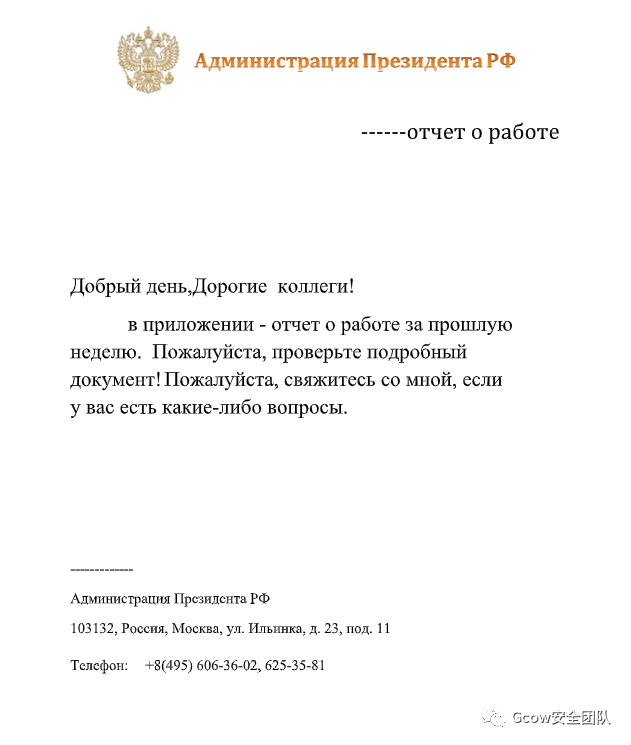 Администрация Президента РФ
------отчет о работе
Добрый день,Дорогие  коллеги!
в приложении - отчет о работе за прошлую
неделю.  Пожалуйста, проверьте подробный
документ! Пожалуйста, свяжитесь со мной, если
у вас есть какие-либо вопросы.
-------------
Администрация Президента РФ
103132, Россия, Москва, ул. Ильинка, д. 23, под. 11
Телефон:    +8(495) 606-36-02, 625-35-81
Gcow安全团队